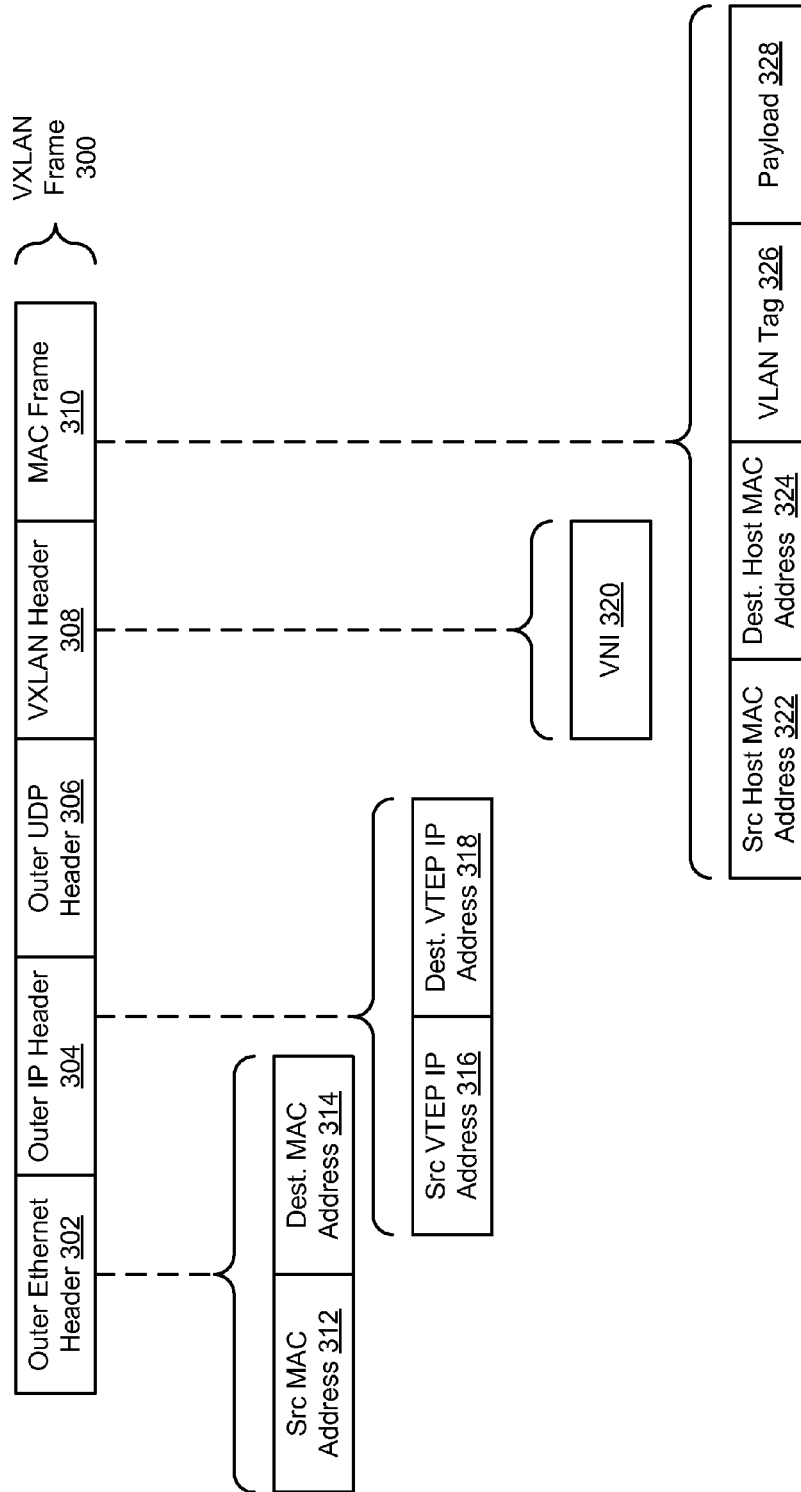 VXLAN
Frame
300
Outer Ethernet
Header 302
Outer IP Header
304
Outer UDP
Header 306
VXLAN Header
308
MAC Frame
310
Src MAC
Address 312
Dest. MAC
Address 314
Src VTEP IP
Address 316
Dest. VTEP IP
Address 318
VNI 320
Src Host MAC
Address 322
Dest. Host MAC
Address 324
VLAN Tag 326
Payload 328